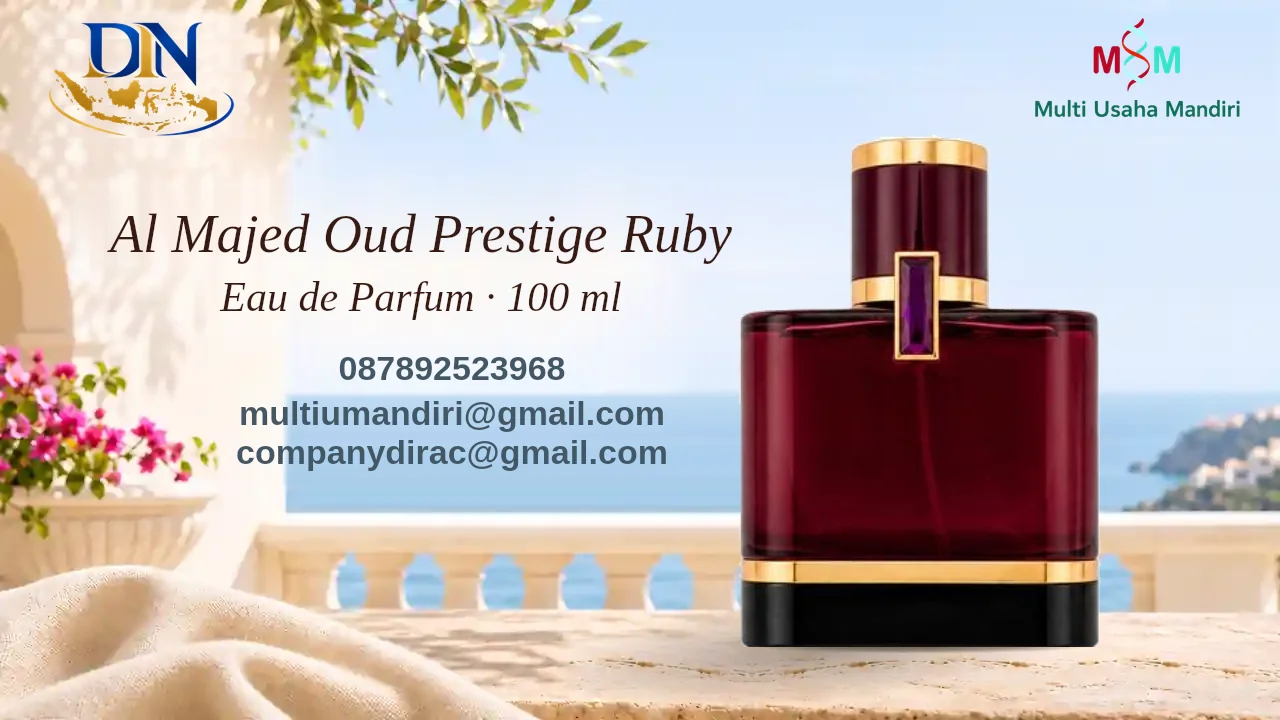 DIN
MSM
Multi Usaha Mandiri
Al Majed Oud Prestige Ruby
Eau de Parfum · 100 ml
087892523968
multiumandiri@gmail.com
companydirac@gmail.com